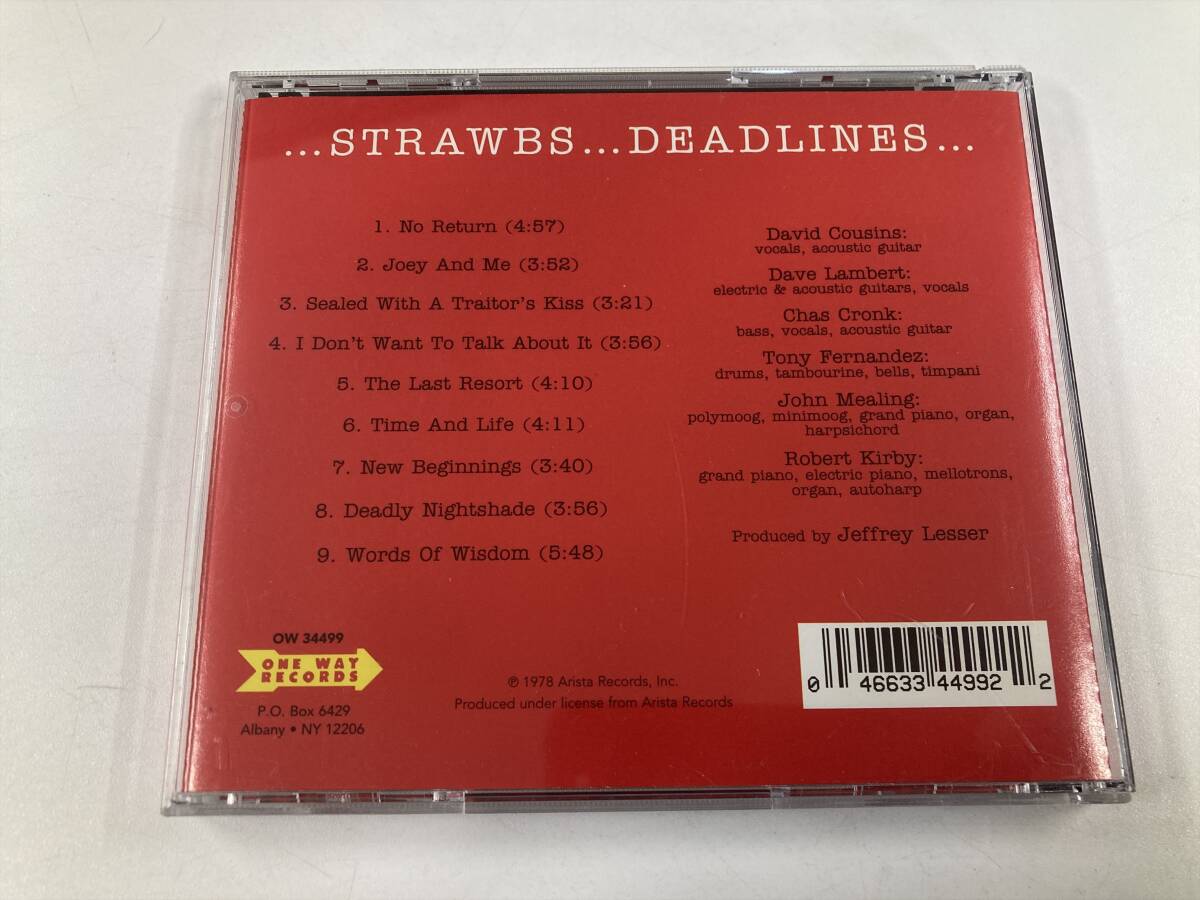 ...STRAWBS...DEADLINES...
1. No Return (4:57)
2. Joey And Me (3:52)
3. Sealed With A Traitor's Kiss (3:21)
4. I Don't Want To Talk About It (3:56)
5. The Last Resort (4:10)
6. Time And Life (4:11)
7. New Beginnings (3:40)
8. Deadly Nightshade (3:56)
9. Words Of Wisdom (5:48)
David Cousins:
vocals, acoustic guitar
Dave Lambert:
electric & acoustic guitars, vocals
Chas Cronk:
bass, vocals, acoustic guitar
Tony Fernandez:
drums, tambourine, bells, timpani
John Mealing:
polymoog, minimoog, grand piano, organ,
harpsichord
Robert Kirby:
grand piano, electric piano, mellotrons,
organ, autoharp
Produced by Jeffrey Lesser
OW 34499
ONE WAY
RECORDS
P.O. Box 6429
Albany • NY 12206
℗ 1978 Arista Records, Inc.
Produced under license from Arista Records
0 46633 44992 2